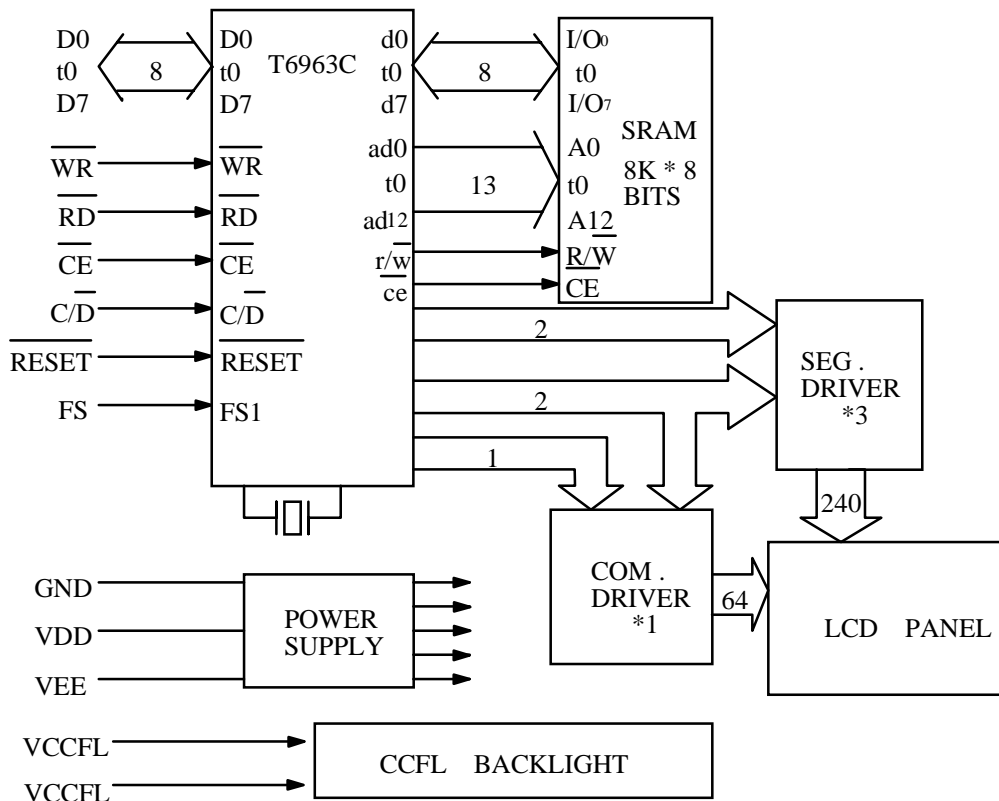 D0
t0
D7
8
D0
t0
D7
T6963C
d0
t0
d7
8
I/O0
t0
I/O7
SRAM
8K * 8
BITS
WR
WR
RD
RD
CE
CE
C/D
C/D
RESET
RESET
FS
FS1
ad0
t0
ad12
13
A0
t0
A12
r/w
R/W
ce
CE
2
2
1
SEG .
DRIVER
*3
240
COM .
DRIVER
*1
64
LCD PANEL
GND
VDD
VEE
POWER
SUPPLY
VCCFL
VCCFL
CCFL BACKLIGHT